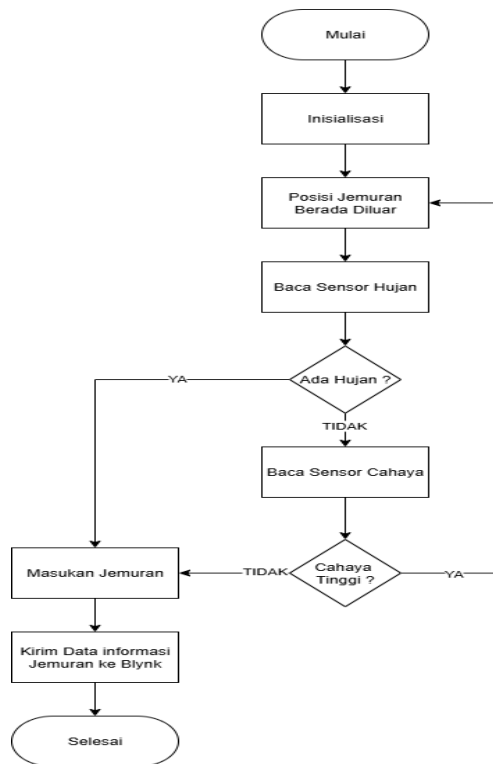 Mulai
Inisialisasi
Posisi Jemuran
Berada Diluar
Baca Sensor Hujan
Ada Hujan ?
YA
TIDAK
Baca Sensor Cahaya
Cahaya
Tinggi ?
TIDAK
YA
Masukan Jemuran
Kirim Data informasi
Jemuran ke Blynk
Selesai